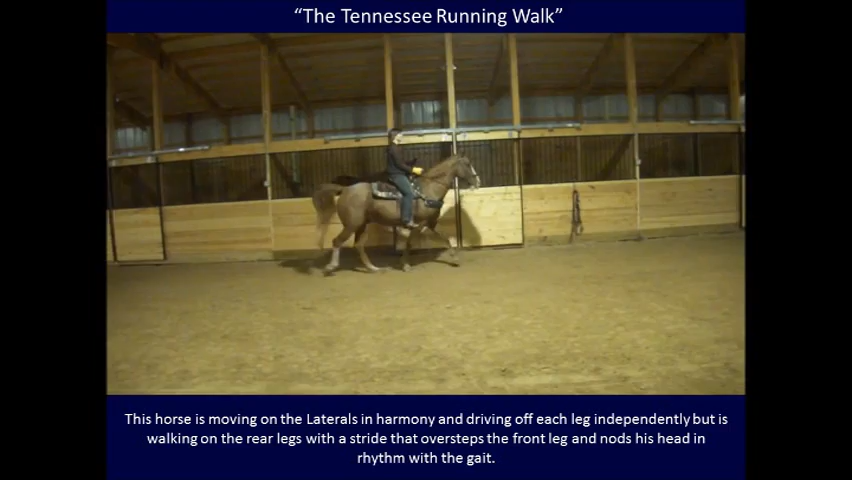 “The Tennessee Running Walk”
This horse is moving on the Laterals in harmony and driving off each leg independently but is
walking on the rear legs with a stride that oversteps the front leg and nods his head in
rhythm with the gait.